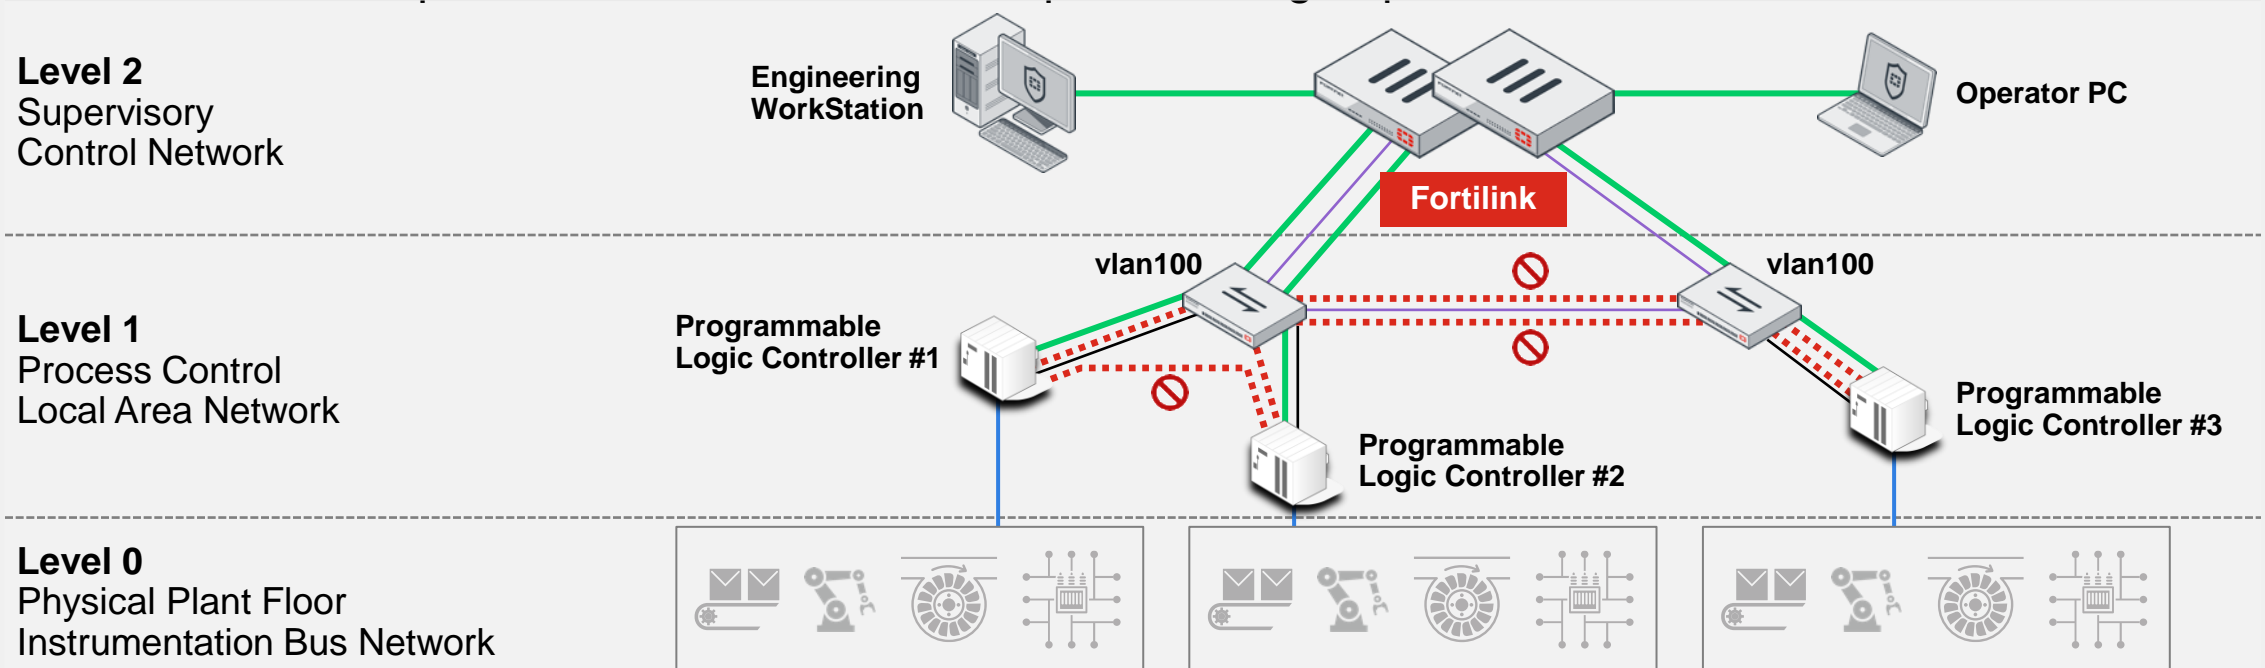 Level 2
Supervisory
Control Network
Engineering
WorkStation
Operator PC
Fortilink
vlan100
vlan100
Level 1
Process Control
Local Area Network
Programmable
Logic Controller #1
Programmable
Logic Controller #2
Programmable
Logic Controller #3
Level 0
Physical Plant Floor
Instrumentation Bus Network